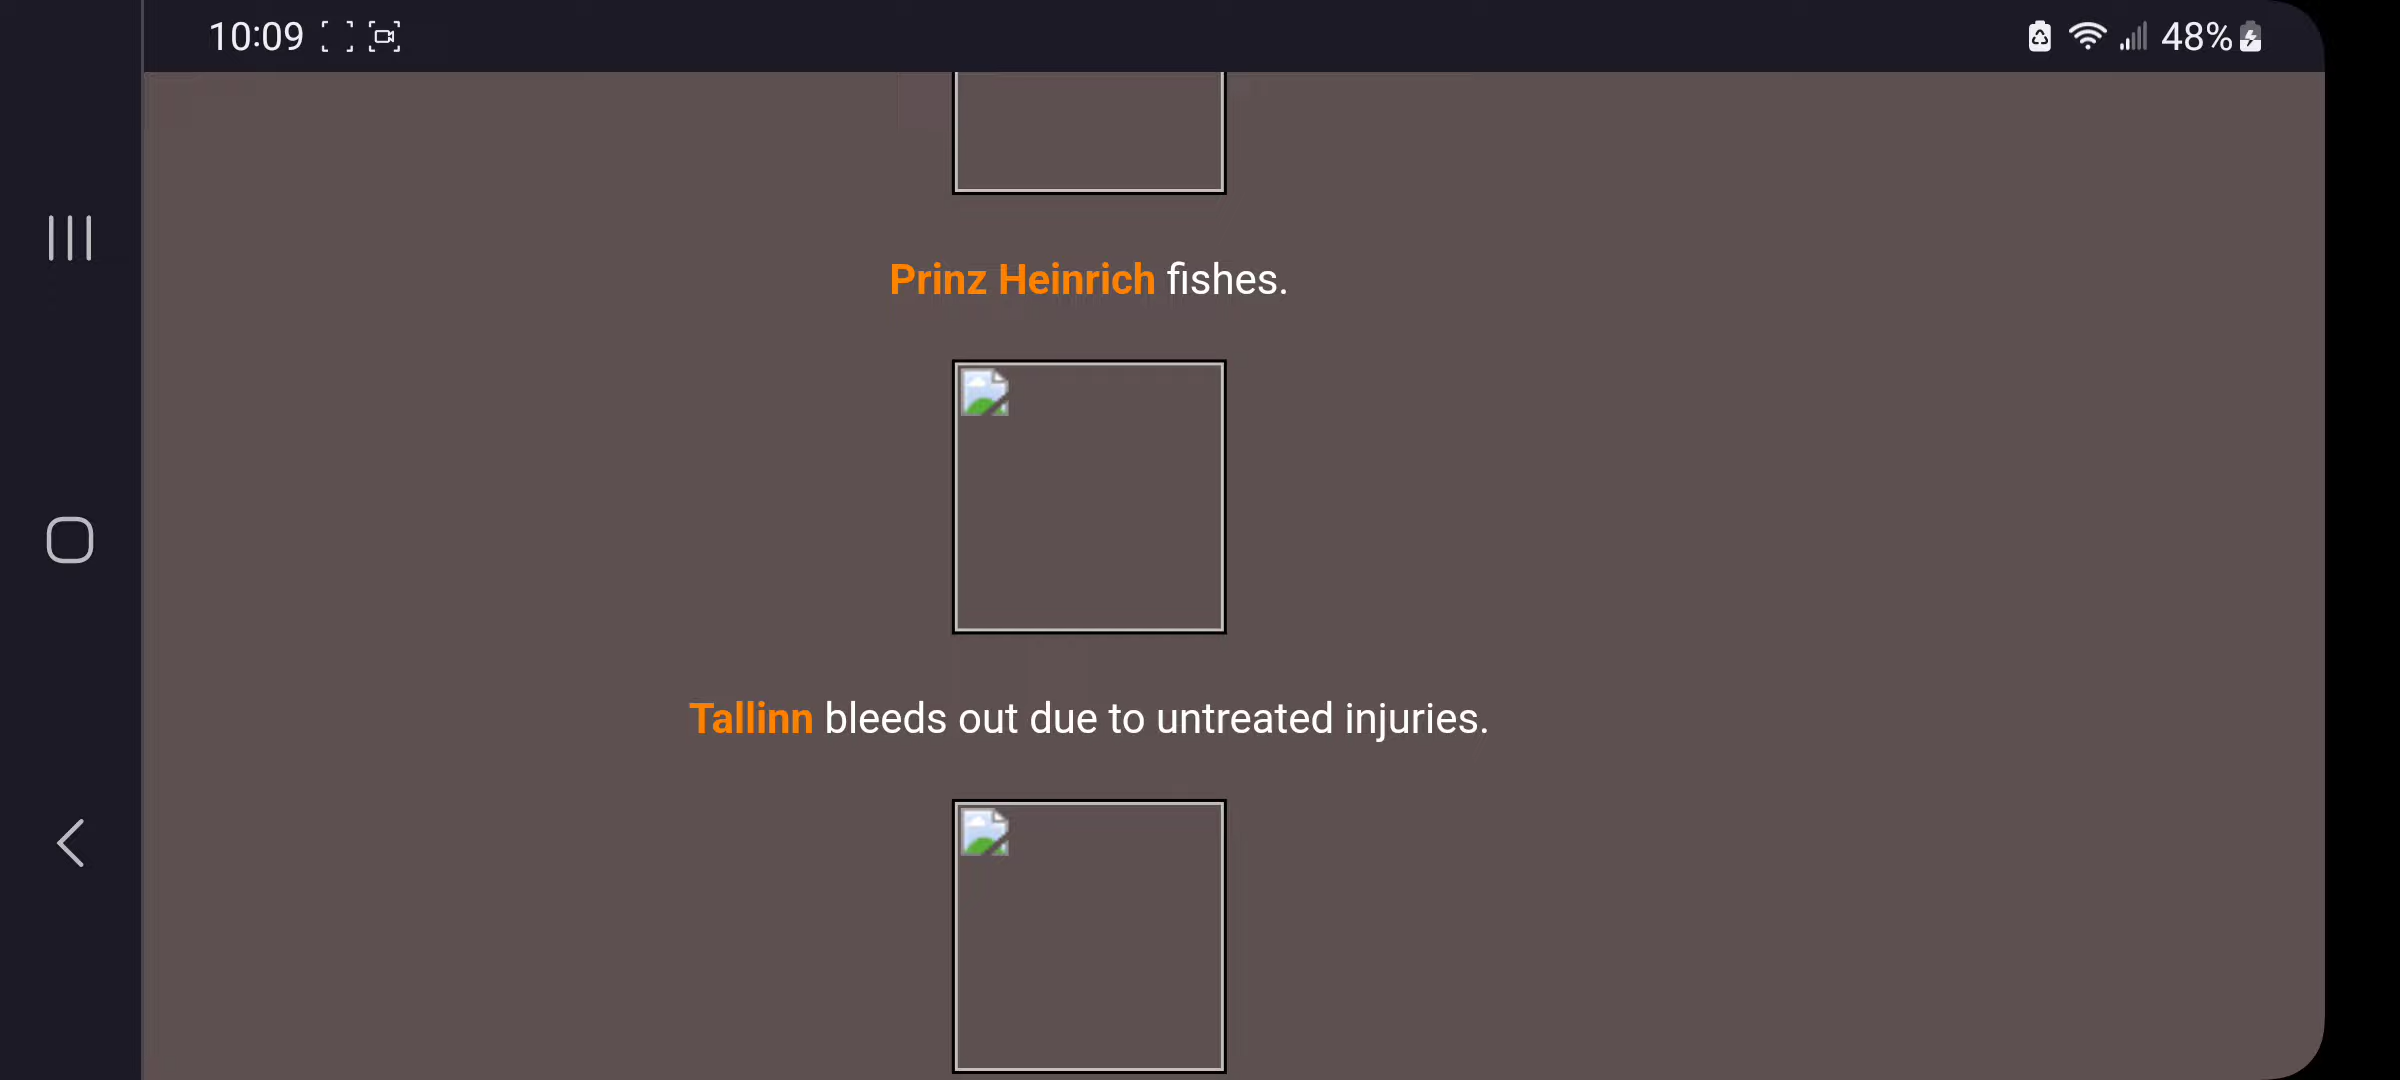 10:09
48%
Prinz Heinrich fishes.
Tallinn bleeds out due to untreated injuries.